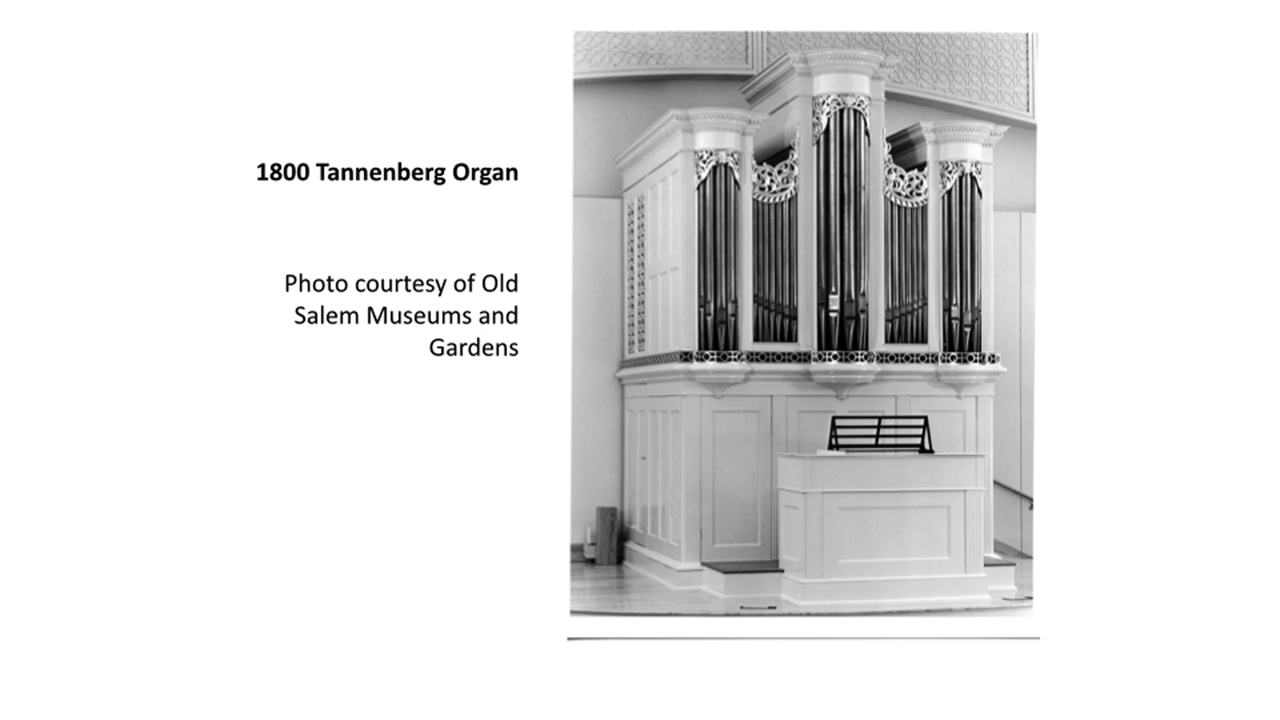 1800 Tannenberg Organ
Photo courtesy of Old
Salem Museums and
Gardens